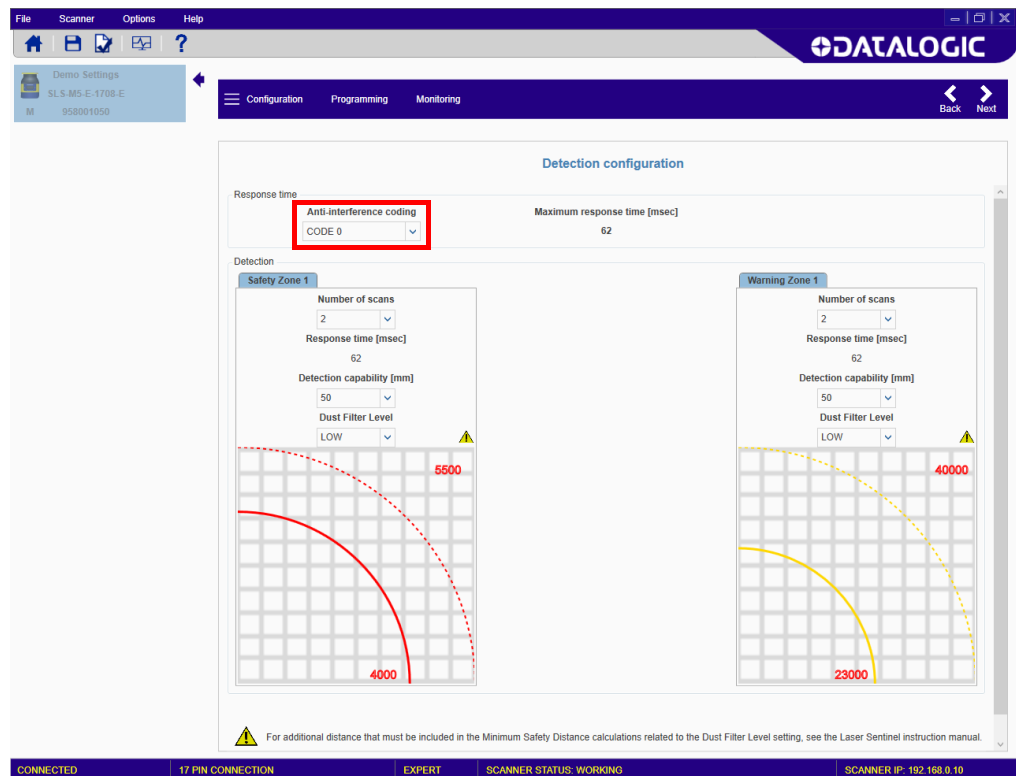 File Scanner Options Help
DATALOGIC
Demo Settings
SLS-M5-E-1708-E
M 958001050
Configuration Programming Monitoring
Back Next
Detection configuration
Response time
Anti-interference coding Maximum response time [msec]
CODE 0 62
Detection
Safety Zone 1 Warning Zone 1
Number of scans Number of scans
2 2
Response time [msec] Response time [msec]
62 62
Detection capability [mm] Detection capability [mm]
50 50
Dust Filter Level Dust Filter Level
LOW LOW
5500 40000
4000 23000
For additional distance that must be included in the Minimum Safety Distance calculations related to the Dust Filter Level setting, see the Laser Sentinel instruction manual.
CONNECTED 17 PIN CONNECTION EXPERT SCANNER STATUS: WORKING SCANNER IP: 192.168.0.10